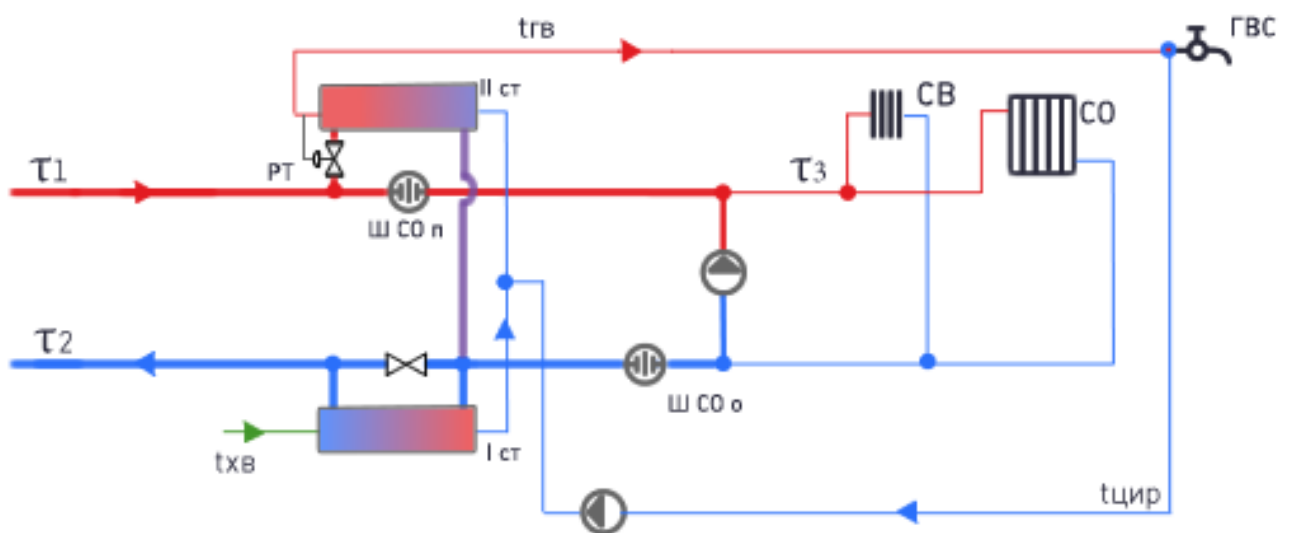 tгв
ГВС
II ст
СВ
СО
τ1
РТ
τ3
Ш СО п
τ2
Ш СО о
I ст
tхв
tцир